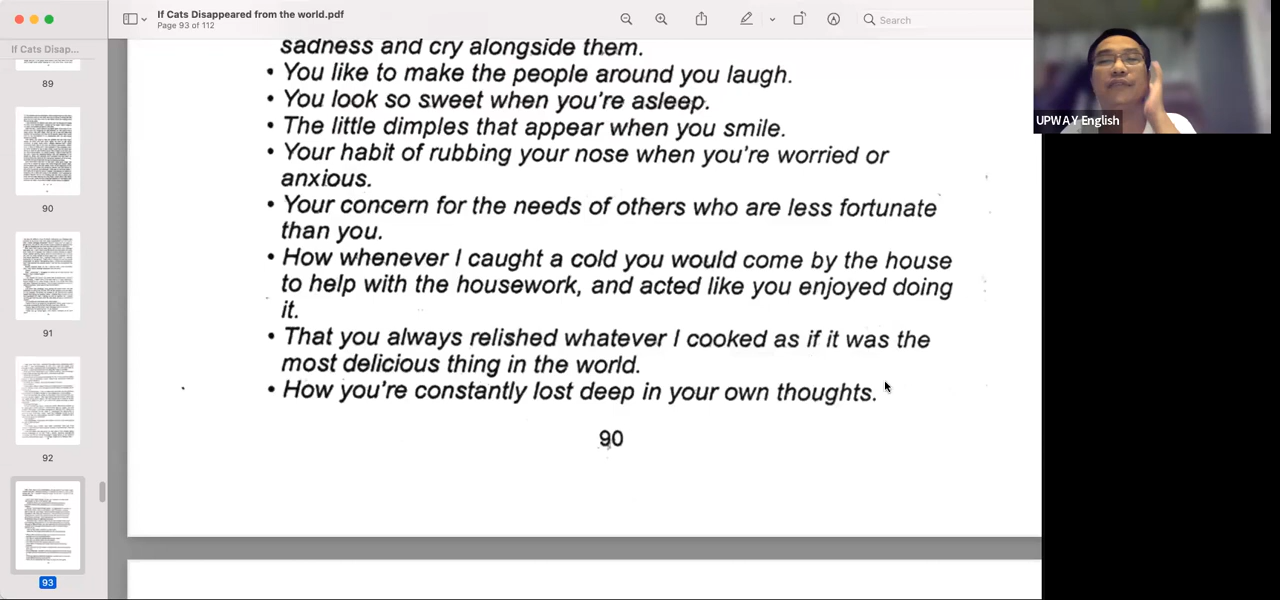 If Cats Disappeared from the world.pdf
Page 93 of 112
Search
If Cats Disap...
89
90
91
92
93
sadness and cry alongside them.
• You like to make the people around you laugh.
• You look so sweet when you're asleep.
• The little dimples that appear when you smile.
• Your habit of rubbing your nose when you're worried or
anxious.
• Your concern for the needs of others who are less fortunate
than you.
• How whenever I caught a cold you would come by the house
to help with the housework, and acted like you enjoyed doing
it.
• That you always relished whatever I cooked as if it was the
most delicious thing in the world.
• How you're constantly lost deep in your own thoughts.
90
UPWAY English